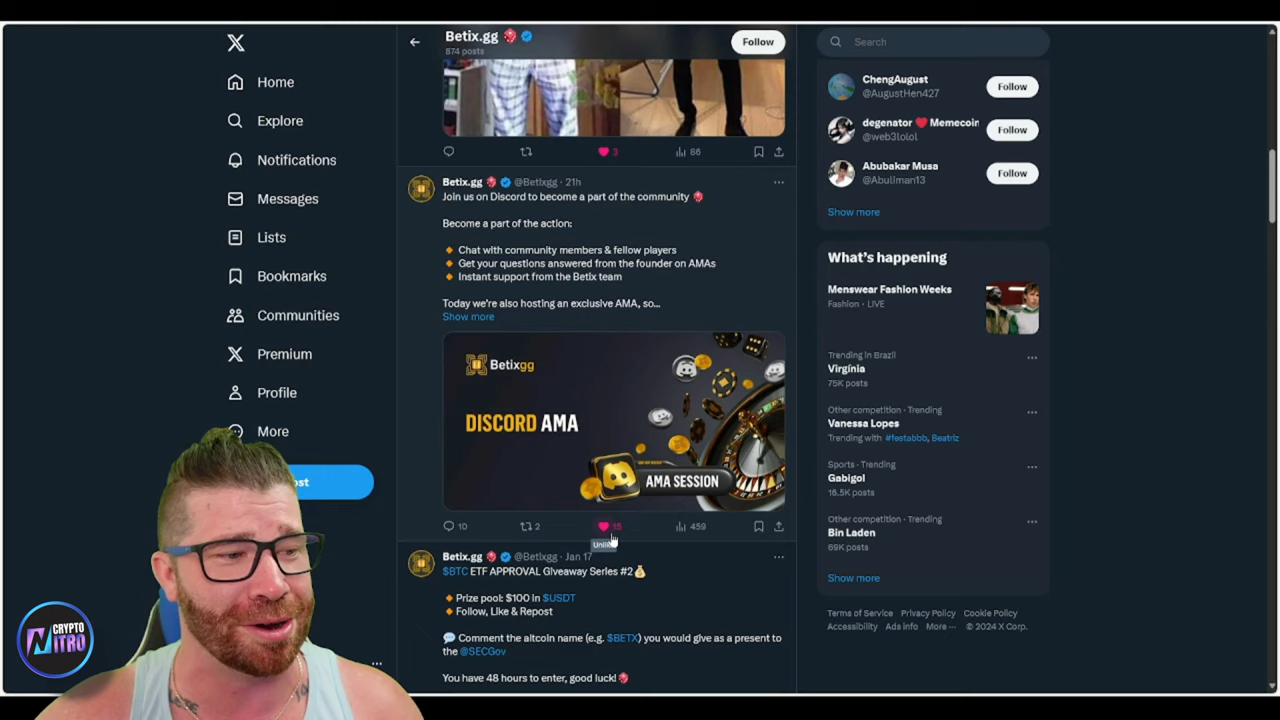 Betix.gg
874 posts
Follow
Search
Home
Explore
Notifications
Messages
Lists
Bookmarks
Communities
Premium
Profile
More
3
86
Betix.gg @Betixgg · 21h
Join us on Discord to become a part of the community
Become a part of the action:
Chat with community members & fellow players
Get your questions answered from the founder on AMAs
Instant support from the Betix team
Today we're also hosting an exclusive AMA, so...
Show more
Betixgg
DISCORD AMA
AMA SESSION
10
2
15
459
Betix.gg @Betixgg · Jan 17
$BTC ETF APPROVAL Giveaway Series #2
Prize pool: $100 in $USDT
Follow, Like & Repost
Comment the altcoin name (e.g. $BETX) you would give as a present to
the @SECGov
You have 48 hours to enter, good luck!
ChengAugust
@AugustHen427
Follow
degenator Memecoin
@web3lolol
Follow
Abubakar Musa
Follow
Show more
What's happening
Menswear Fashion Weeks
Fashion · LIVE
Trending in Brazil
Virgínia
75K posts
Other competition · Trending
Vanessa Lopes
Trending with #festabbb, Beatriz
Sports · Trending
Gabigol
16.5K posts
Other competition · Trending
Bin Laden
69K posts
Show more
Terms of Service Privacy Policy Cookie Policy
Accessibility Ads info More ··· © 2024 X Corp.
CRYPTO
NITRO